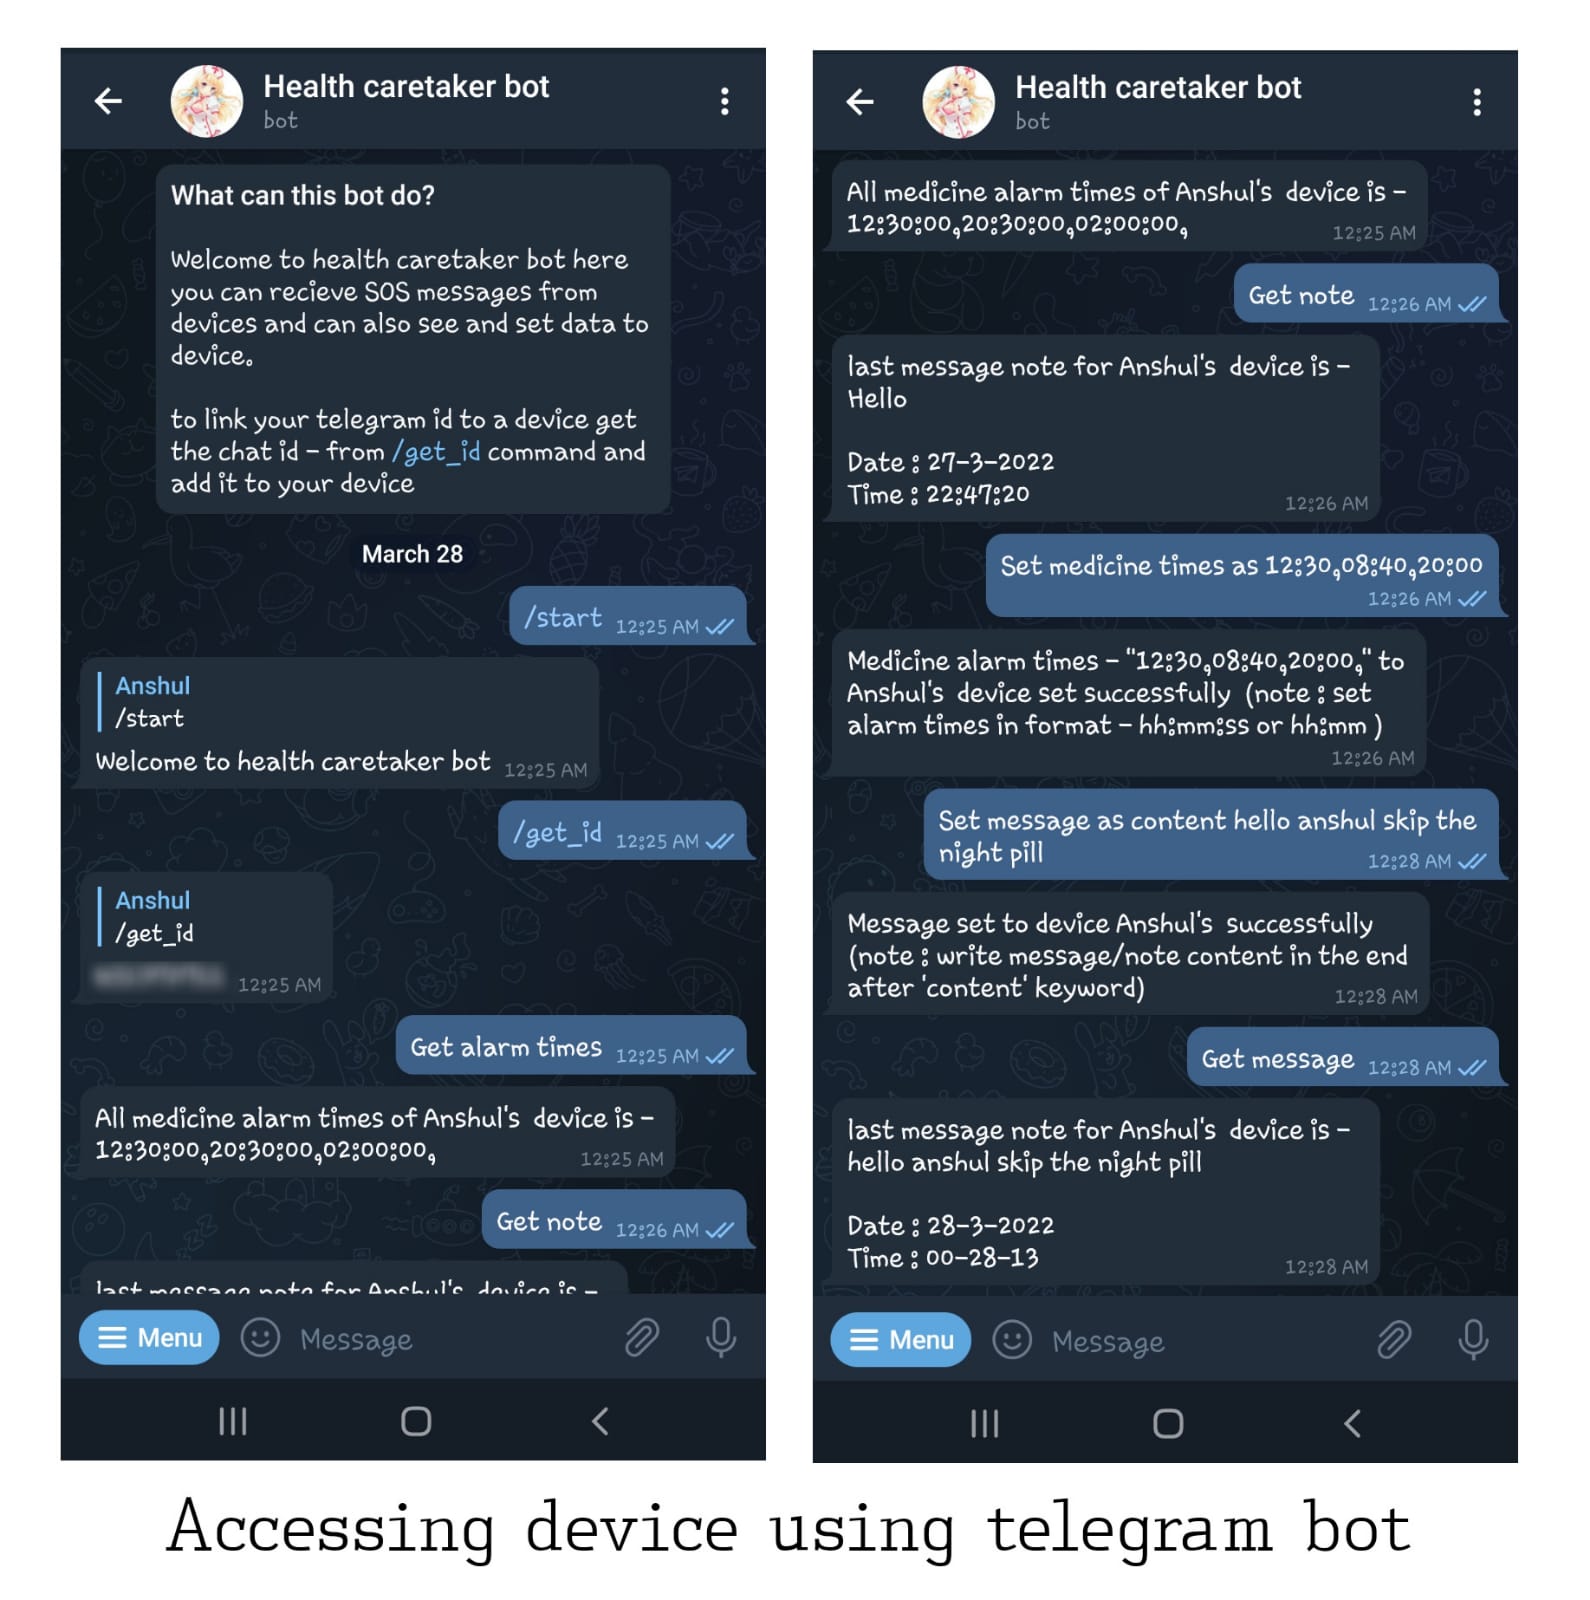 Health caretaker bot
bot
What can this bot do?
Welcome to health caretaker bot here
you can recieve SOS messages from
devices and can also see and set data to
device.
to link your telegram id to a device get
the chat id - from /get_id command and
add it to your device
March 28
/start 12:25 AM
Anshul
/start
Welcome to health caretaker bot 12:25 AM
/get_id 12:25 AM
Anshul
/get_id
12:25 AM
Get alarm times 12:25 AM
All medicine alarm times of Anshul's device is -
12:30:00,20:30:00,02:00:00, 12:25 AM
Get note 12:26 AM
last message note for Anshul's device is -
Menu Message
Health caretaker bot
bot
All medicine alarm times of Anshul's device is -
12:30:00,20:30:00,02:00:00, 12:25 AM
Get note 12:26 AM
last message note for Anshul's device is -
Hello
Date : 27-3-2022
Time : 22:47:20 12:26 AM
Set medicine times as 12:30,08:40,20:00
12:26 AM
Medicine alarm times - "12:30,08:40,20:00," to
Anshul's device set successfully (note : set
alarm times in format - hh:mm:ss or hh:mm )
12:26 AM
Set message as content hello anshul skip the
night pill 12:28 AM
Message set to device Anshul's successfully
(note : write message/note content in the end
after 'content' keyword) 12:28 AM
Get message 12:28 AM
last message note for Anshul's device is -
hello anshul skip the night pill
Date : 28-3-2022
Time : 00-28-13 12:28 AM
Menu Message
Accessing device using telegram bot